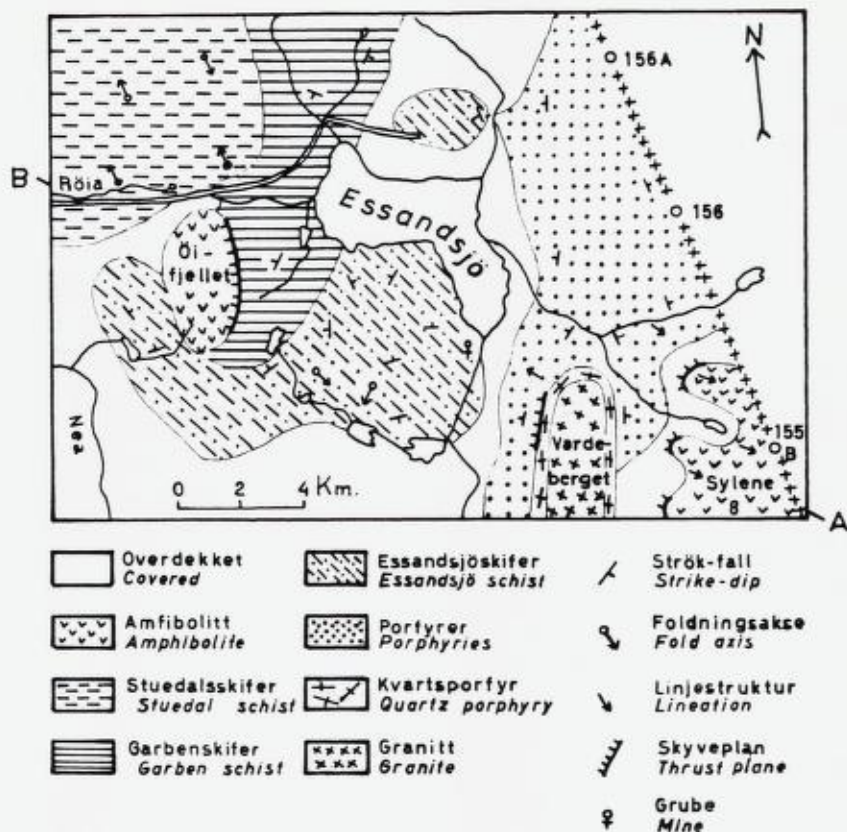 N
156A
156
B
Röia
Essandsjö
Öi-
fjellet
Nea
Varde-
berget
155
B
Sylene
8
A
0 2 4 Km.
Overdekket
Covered
Amfibolitt
Amphibolite
Stuedalsskifer
Stuedal schist
Garbenskifer
Garben schist
Essandsjöskifer
Essandsjö schist
Porfyrer
Porphyries
Kvartsporfyr
Quartz porphyry
Granitt
Granite
Strök-fall
Strike-dip
Foldningsakse
Fold axis
Linjestruktur
Lineation
Skyveplan
Thrust plane
Grube
Mine